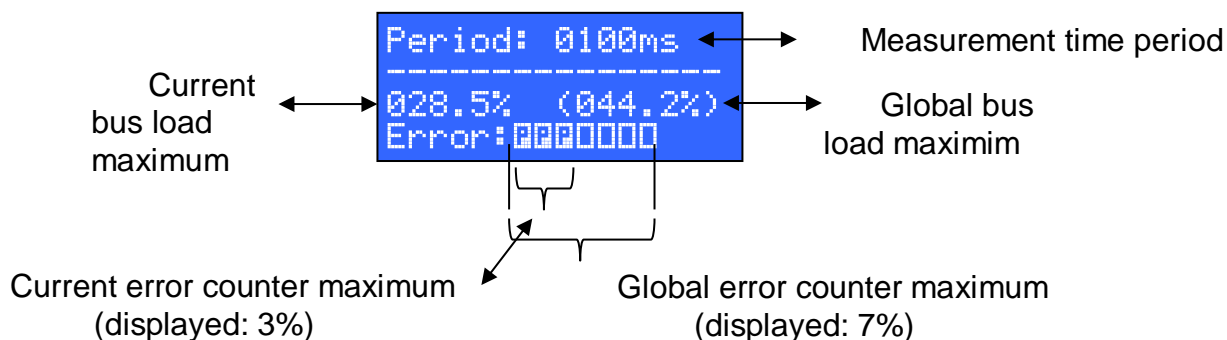 Period: 0100ms
Measurement time period
Current
bus load
maximum
028.5% (044.2%)
Global bus
load maximim
Error:PPP
Current error counter maximum
(displayed: 3%)
Global error counter maximum
(displayed: 7%)